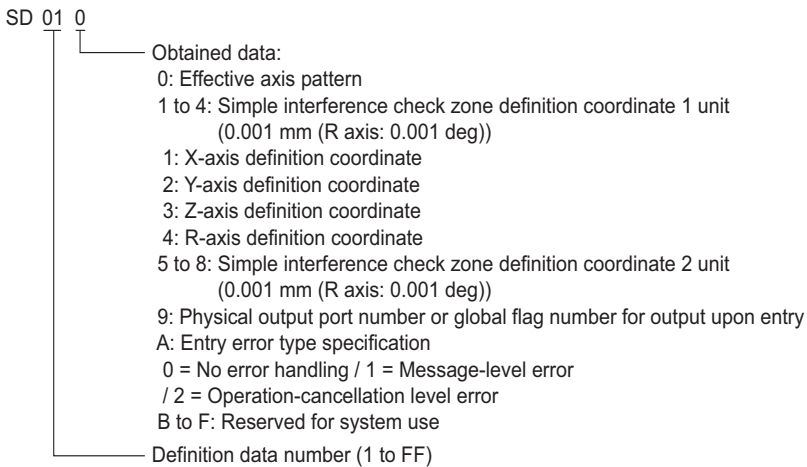 SD 01 0
Obtained data:
0: Effective axis pattern
1 to 4: Simple interference check zone definition coordinate 1 unit
(0.001 mm (R axis: 0.001 deg))
1: X-axis definition coordinate
2: Y-axis definition coordinate
3: Z-axis definition coordinate
4: R-axis definition coordinate
5 to 8: Simple interference check zone definition coordinate 2 unit
(0.001 mm (R axis: 0.001 deg))
9: Physical output port number or global flag number for output upon entry
A: Entry error type specification
0 = No error handling / 1 = Message-level error
/ 2 = Operation-cancellation level error
B to F: Reserved for system use
Definition data number (1 to FF)